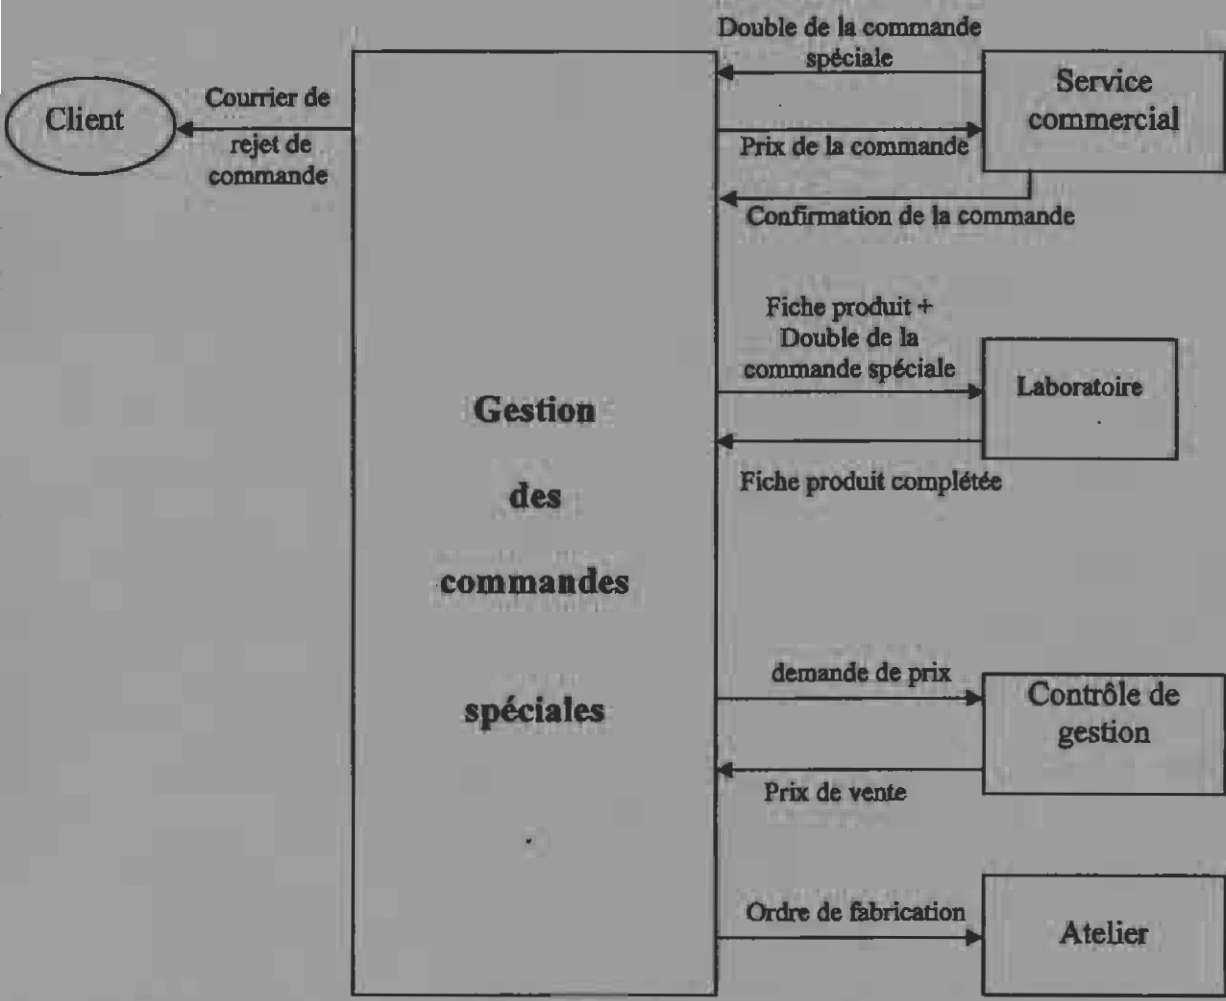 Double de la commande
spéciale
Service
commercial
Client
Courrier de
rejet de
commande
Prix de la commande
Confirmation de la commande
Fiche produit +
Double de la
commande spéciale
Laboratoire
Gestion
des
commandes
spéciales
Fiche produit complétée
demande de prix
Contrôle de
gestion
Prix de vente
Ordre de fabrication
Atelier